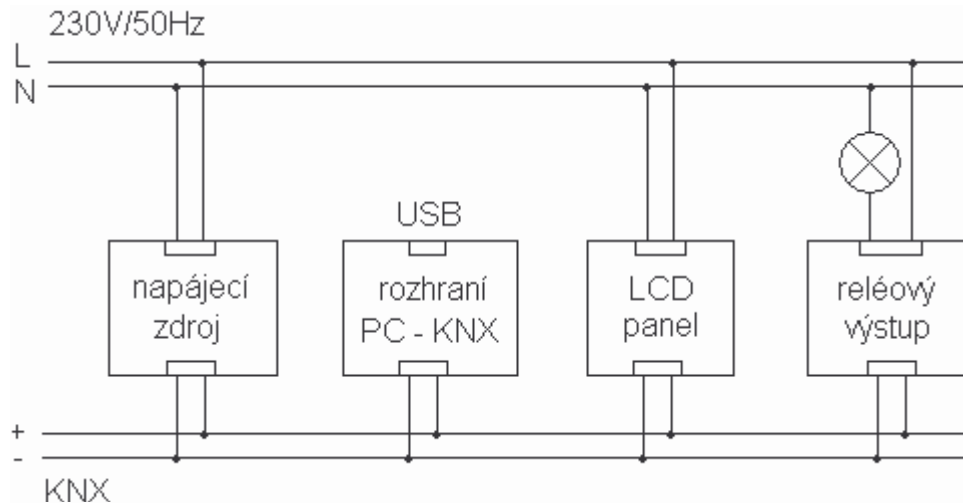 230V/50Hz
L
N
USB
napájecí
zdroj
rozhraní
PC - KNX
LCD
panel
reléový
výstup
+
-
KNX